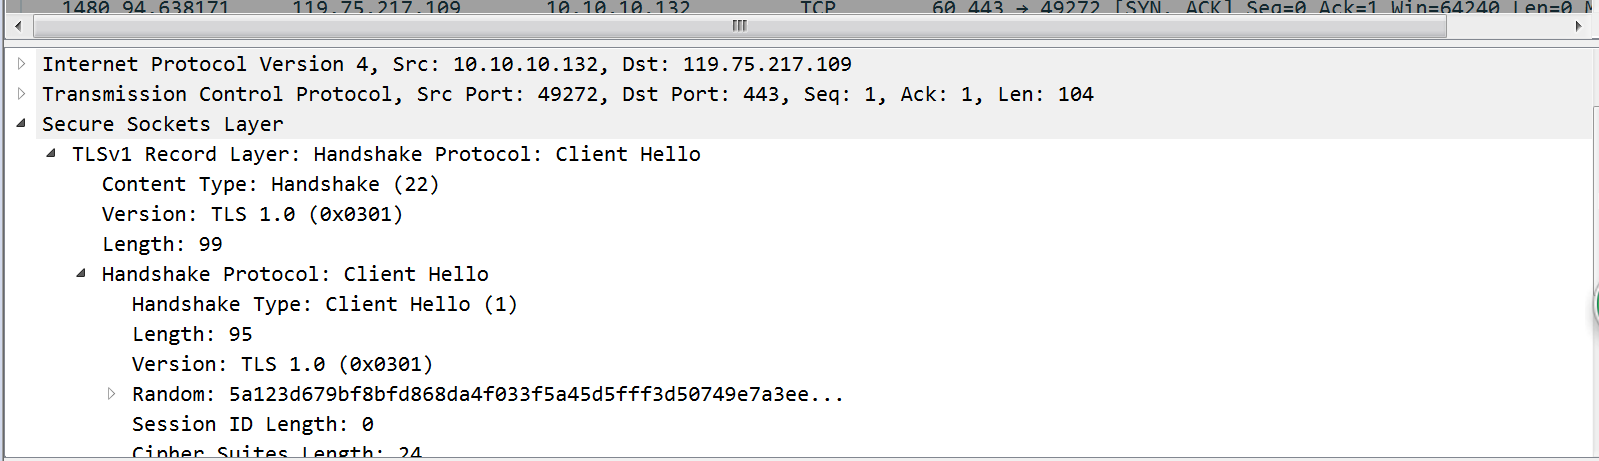 1480 94.638171 119.75.217.109 10.10.10.132 TCP 60 443 → 49272 [SYN, ACK] Seq=0 Ack=1 Win=64240 Len=0
Internet Protocol Version 4, Src: 10.10.10.132, Dst: 119.75.217.109
Transmission Control Protocol, Src Port: 49272, Dst Port: 443, Seq: 1, Ack: 1, Len: 104
Secure Sockets Layer
TLSv1 Record Layer: Handshake Protocol: Client Hello
Content Type: Handshake (22)
Version: TLS 1.0 (0x0301)
Length: 99
Handshake Protocol: Client Hello
Handshake Type: Client Hello (1)
Length: 95
Version: TLS 1.0 (0x0301)
Random: 5a123d679bf8bfd868da4f033f5a45d5fff3d50749e7a3ee...
Session ID Length: 0
Cipher Suites Length: 24